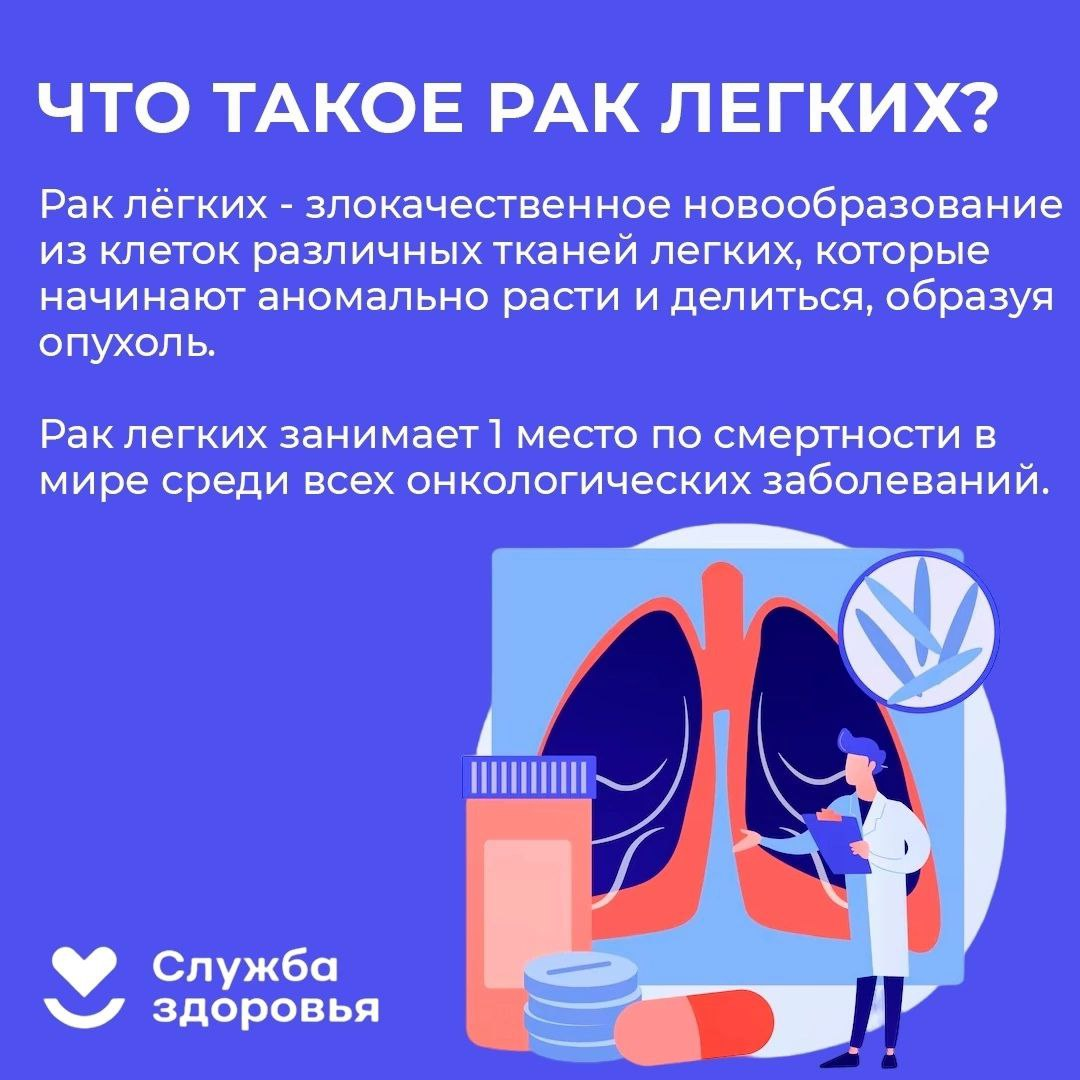 ЧТО ТАКОЕ РАК ЛЕГКИХ?
Рак лёгких - злокачественное новообразование
из клеток различных тканей легких, которые
начинают аномально расти и делиться, образуя
опухоль.
Рак легких занимает 1 место по смертности в
мире среди всех онкологических заболеваний.
Служба
здоровья